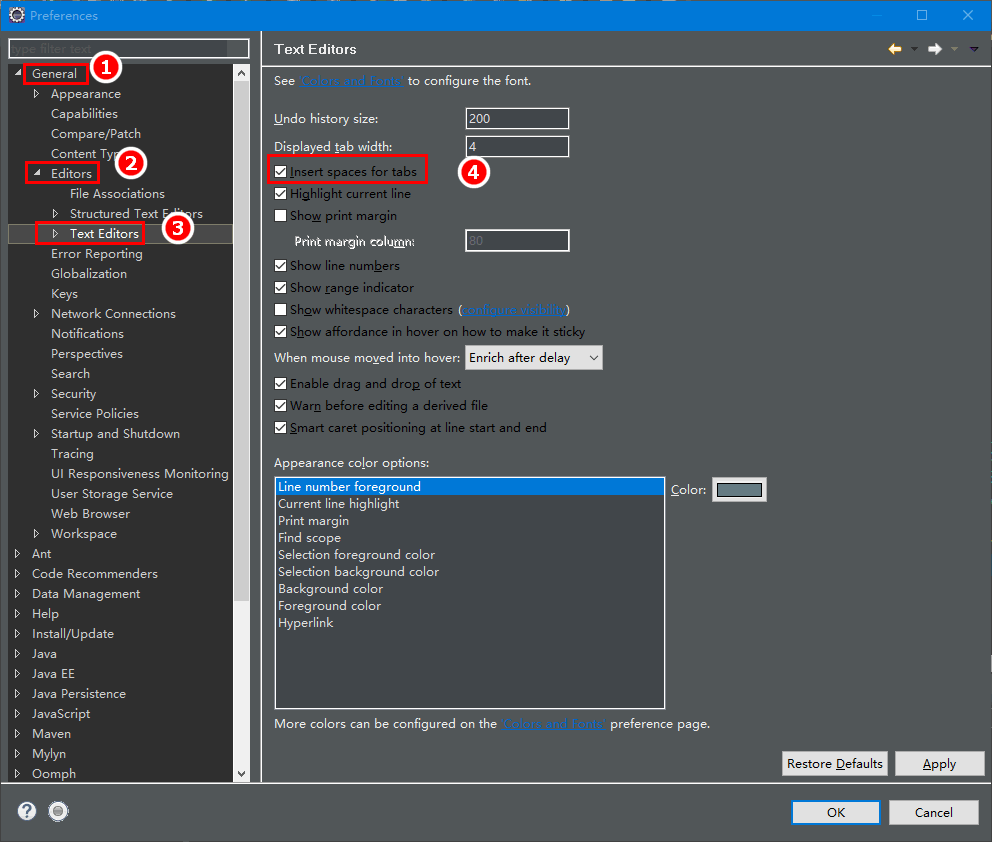 Preferences
type filter text
General
1
Appearance
Capabilities
Compare/Patch
Content Typ
2
Editors
File Associations
Structured Text Editors
Text Editors
3
Error Reporting
Globalization
Keys
Network Connections
Notifications
Perspectives
Search
Security
Service Policies
Startup and Shutdown
Tracing
UI Responsiveness Monitoring
User Storage Service
Web Browser
Workspace
Ant
Code Recommenders
Data Management
Help
Install/Update
Java
Java EE
Java Persistence
JavaScript
Maven
Mylyn
Oomph
Text Editors
See 'Colors and Fonts' to configure the font.
Undo history size: 200
Displayed tab width: 4
Insert spaces for tabs
4
Highlight current line
Show print margin
Print margin column: 80
Show line numbers
Show range indicator
Show whitespace characters (configure visibility)
Show affordance in hover on how to make it sticky
When mouse moved into hover: Enrich after delay
Enable drag and drop of text
Warn before editing a derived file
Smart caret positioning at line start and end
Appearance color options:
Line number foreground
Color:
Current line highlight
Print margin
Find scope
Selection foreground color
Selection background color
Background color
Foreground color
Hyperlink
More colors can be configured on the 'Colors and Fonts' preference page.
Restore Defaults
Apply
?
OK
Cancel